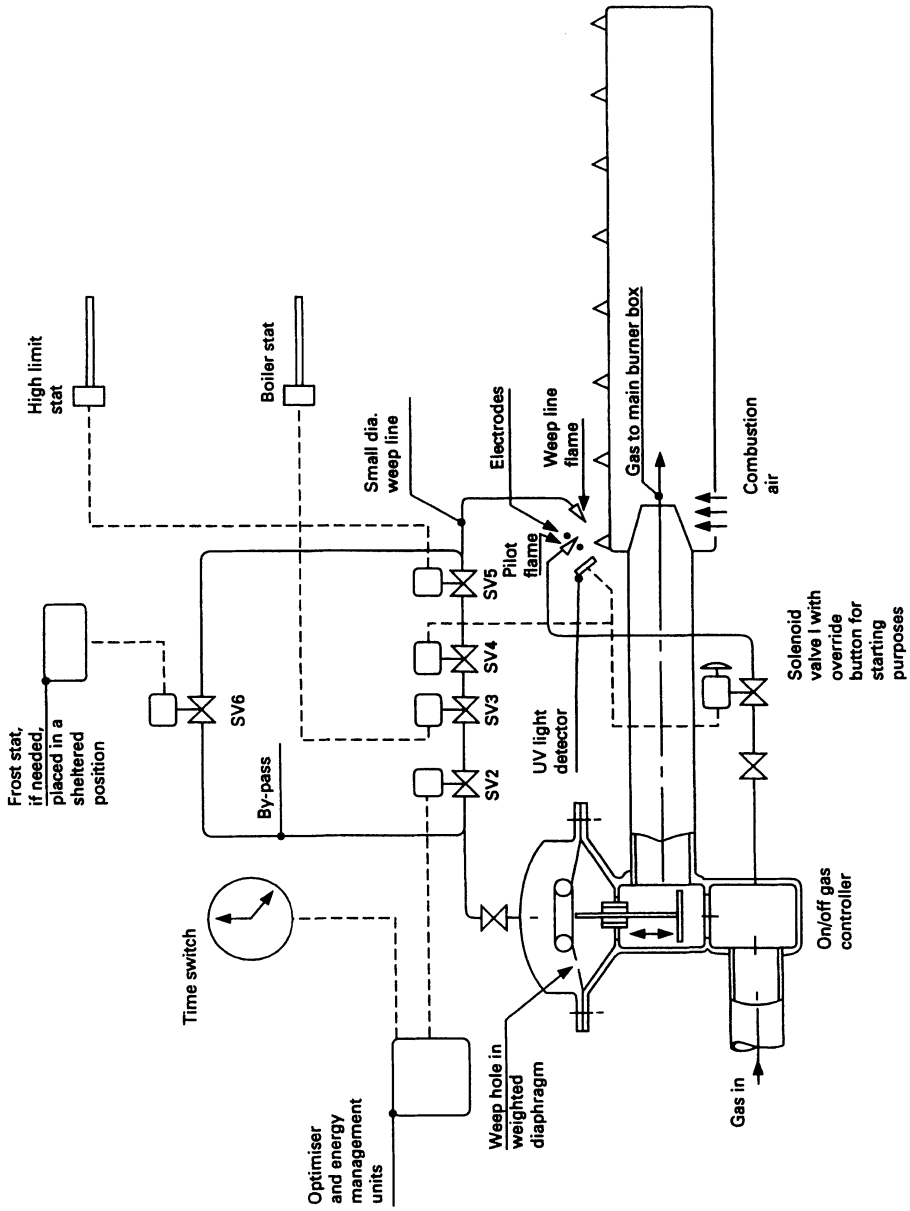 Frost stat,
if needed,
placed in a
sheltered
position
High limit
stat
Boiler stat
Time switch
By-pass
SV6
Small dia.
weep line
Optimiser
and energy
management
units
SV2
SV3
SV4
SV5
Electrodes
Weep line
flame
Pilot
flame
UV light
detector
Gas to main burner box
Weep hole in
weighted
diaphragm
Combustion
air
Solenoid
valve I with
override
button for
starting
purposes
Gas in
On/off gas
controller